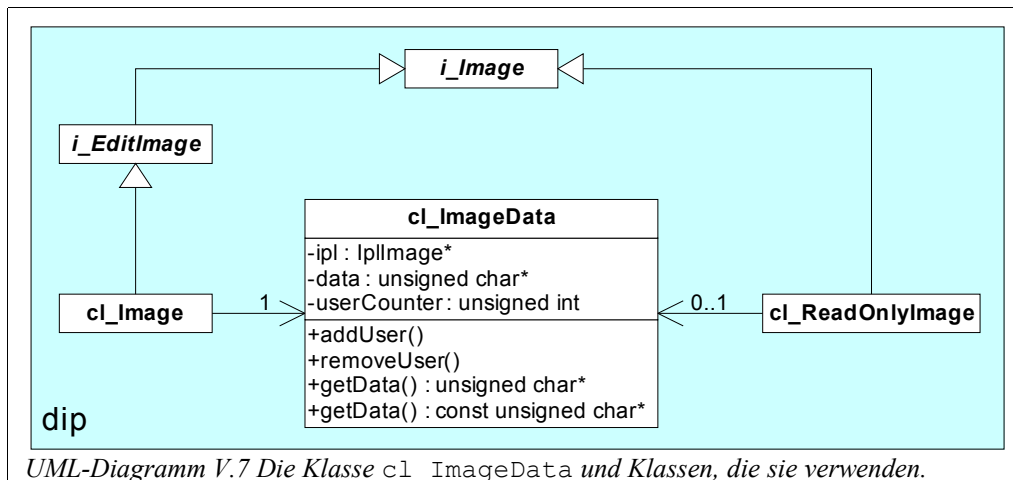 i_Image
i_EditImage
cl_ImageData
-ipl : IplImage*
-data : unsigned char*
-userCounter : unsigned int
cl_Image
1
0..1
cl_ReadOnlyImage
+addUser()
+removeUser()
+getData() : unsigned char*
+getData() : const unsigned char*
dip
UML-Diagramm V.7 Die Klasse cl_ImageData und Klassen, die sie verwenden.